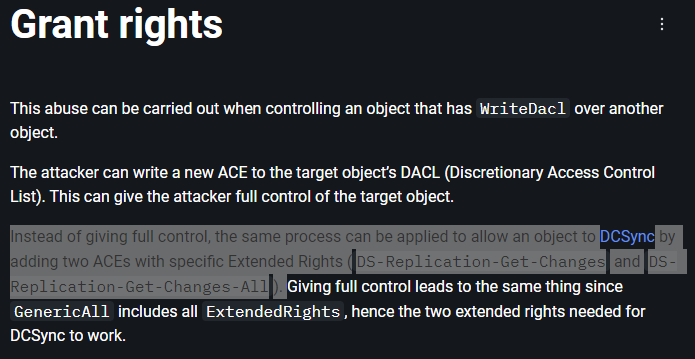 Grant rights
This abuse can be carried out when controlling an object that has WriteDacl over another
object.
The attacker can write a new ACE to the target object's DACL (Discretionary Access Control
List). This can give the attacker full control of the target object.
Instead of giving full control, the same process can be applied to allow an object to DCSync by
adding two ACEs with specific Extended Rights ( DS-Replication-Get-Changes and DS-
Replication-Get-Changes-All ). Giving full control leads to the same thing since
GenericAll includes all ExtendedRights, hence the two extended rights needed for
DCSync to work.